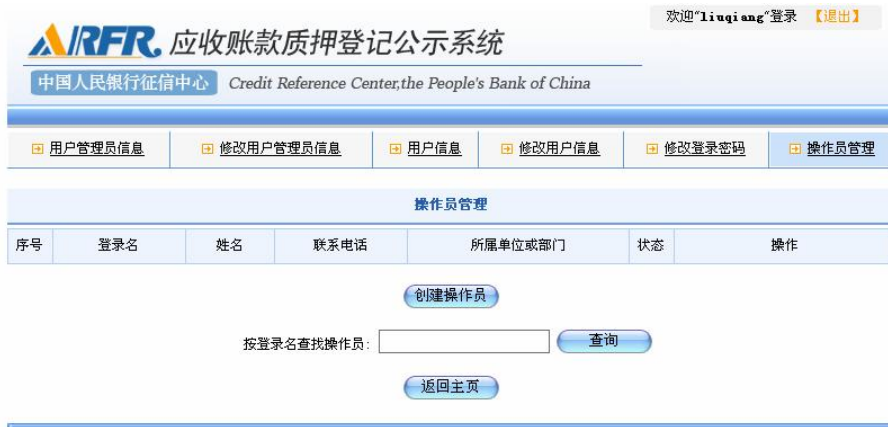 欢迎“liuqiang”登录 【退出】
ARFR. 应收账款质押登记公示系统
中国人民银行征信中心 Credit Reference Center,the People's Bank of China
用户管理员信息 修改用户管理员信息 用户信息 修改用户信息 修改登录密码 操作员管理
操作员管理
序号 登录名 姓名 联系电话 所属单位或部门 状态 操作
创建操作员
按登录名查找操作员: 查询
返回主页